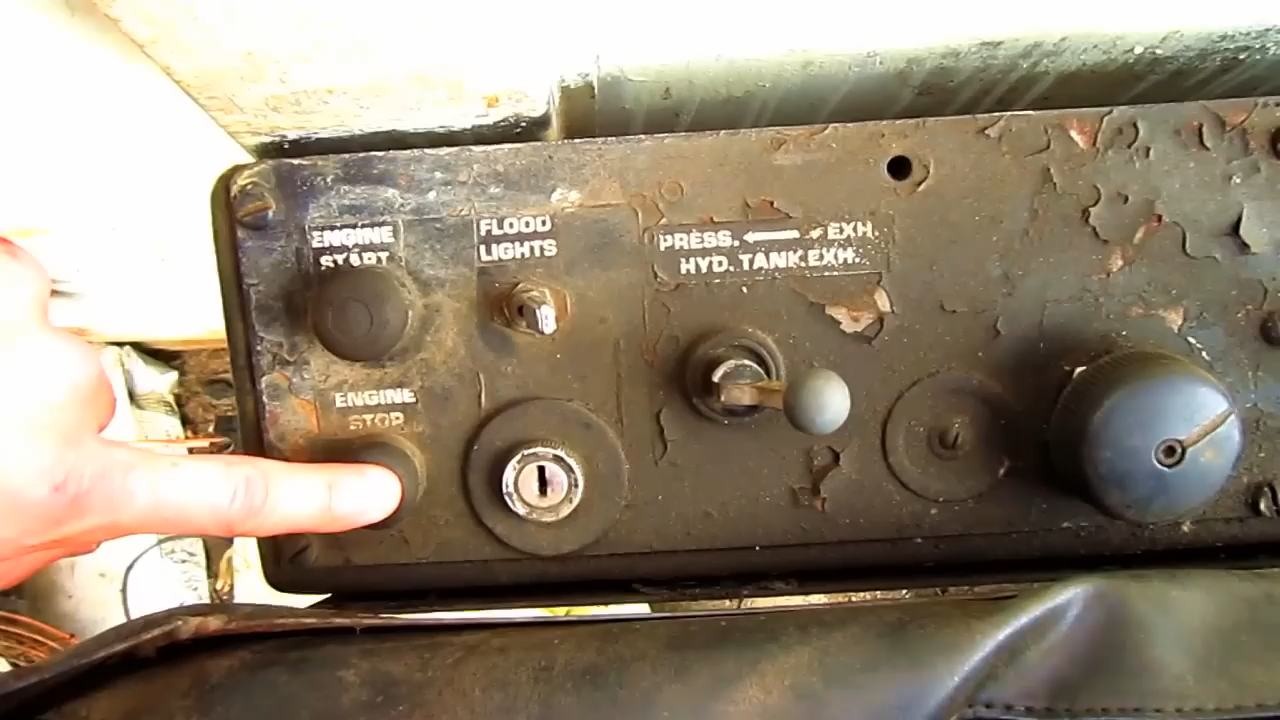 ENGINE
START
FLOOD
LIGHTS
PRESS. ← EXH.
HYD. TANK EXH.
ENGINE
STOP